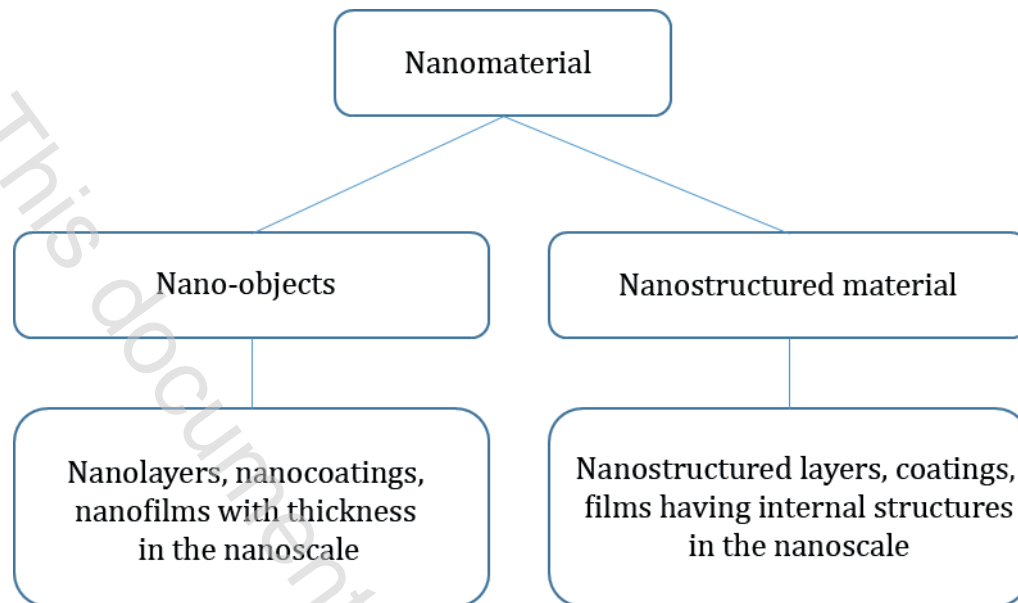 Nanomaterial
Nano-objects
Nanostructured material
Nanolayers, nanocoatings,
nanofilms with thickness
in the nanoscale
Nanostructured layers, coatings,
films having internal structures
in the nanoscale
This document